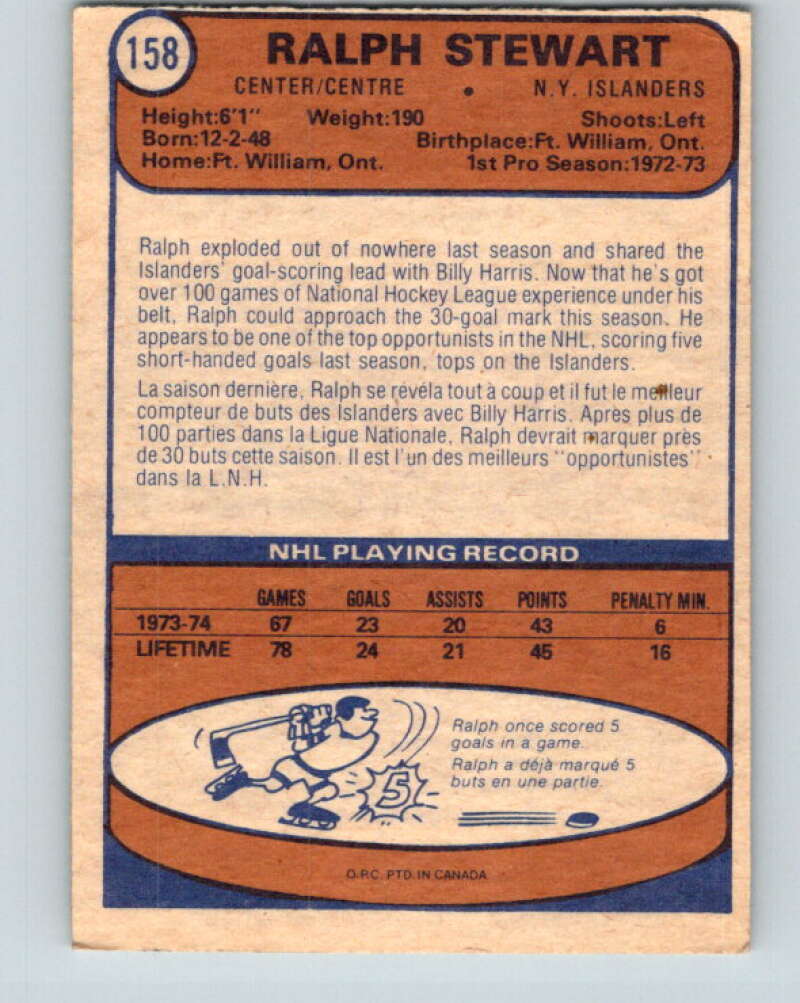 158
RALPH STEWART
CENTER/CENTRE • N.Y. ISLANDERS
Height:6'1" Weight:190 Shoots:Left
Born:12-2-48 Birthplace:Ft. William, Ont.
Home:Ft. William, Ont. 1st Pro Season:1972-73
Ralph exploded out of nowhere last season and shared the
Islanders' goal-scoring lead with Billy Harris. Now that he's got
over 100 games of National Hockey League experience under his
belt, Ralph could approach the 30-goal mark this season. He
appears to be one of the top opportunists in the NHL, scoring five
short-handed goals last season, tops on the Islanders.
La saison dernière, Ralph se révéla tout à coup et il fut le meilleur
compteur de buts des Islanders avec Billy Harris. Après plus de
100 parties dans la Ligue Nationale, Ralph devrait marquer près
de 30 buts cette saison. Il est l'un des meilleurs "opportunistes"
dans la L.N.H.
NHL PLAYING RECORD
GAMES GOALS ASSISTS POINTS PENALTY MIN.
1973-74 67 23 20 43 6
LIFETIME 78 24 21 45 16
Ralph once scored 5
goals in a game.
Ralph a déjà marqué 5
buts en une partie.
5
O.P.C. PTD. IN CANADA